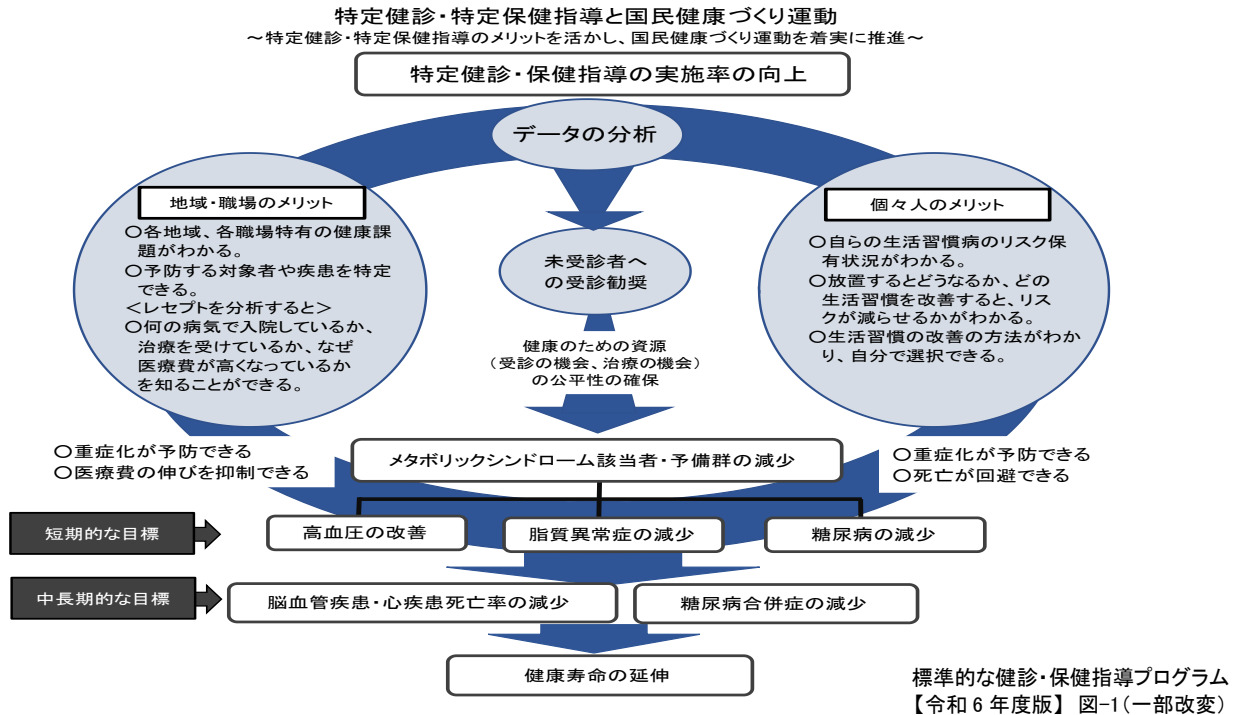 特定健診・特定保健指導と国民健康づくり運動
～特定健診・特定保健指導のメリットを活かし、国民健康づくり運動を着実に推進～
特定健診・保健指導の実施率の向上
データの分析
地域・職場のメリット
○各地域、各職場特有の健康課
題がわかる。
○予防する対象者や疾患を特定
できる。
＜レセプトを分析すると＞
○何の病気で入院しているか、
治療を受けているか、なぜ
医療費が高くなっているか
を知ることができる。
未受診者へ
の受診勧奨
健康のための資源
（受診の機会、治療の機会）
の公平性の確保
個々人のメリット
○自らの生活習慣病のリスク保
有状況がわかる。
○放置するとどうなるか、どの
生活習慣を改善すると、リス
クが減らせるかがわかる。
○生活習慣の改善の方法がわか
り、自分で選択できる。
○重症化が予防できる
○医療費の伸びを抑制できる
メタボリックシンドローム該当者・予備群の減少
○重症化が予防できる
○死亡が回避できる
短期的な目標
高血圧の改善
脂質異常症の減少
糖尿病の減少
中長期的な目標
脳血管疾患・心疾患死亡率の減少
糖尿病合併症の減少
健康寿命の延伸
標準的な健診・保健指導プログラム
【令和６年度版】 図-1（一部改変）